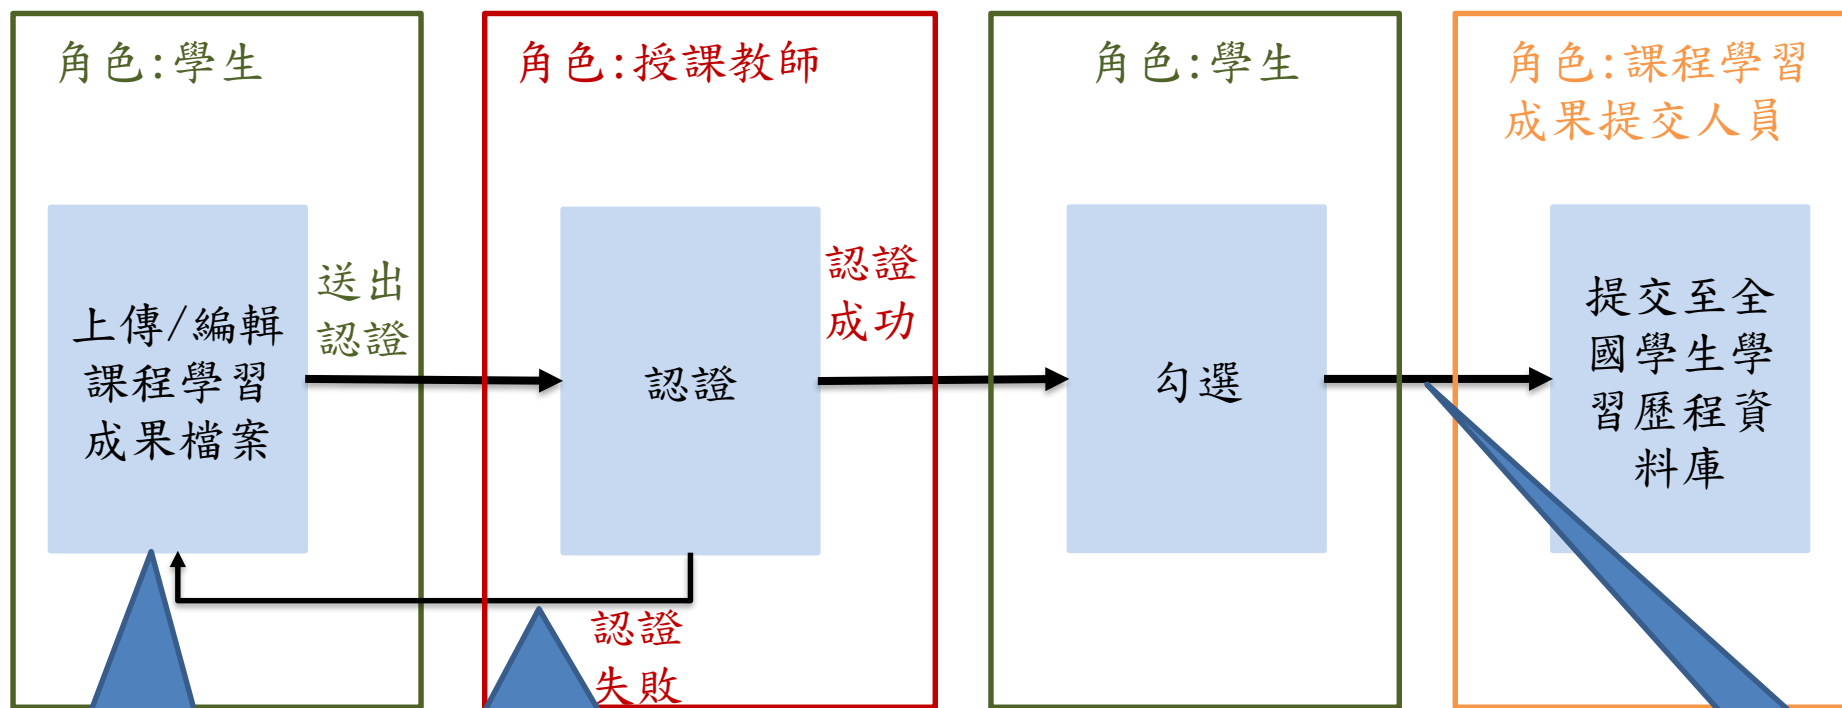 角色:學生
上傳/編輯
課程學習
成果檔案
送出
認證
角色:授課教師
認證
認證
成功
認證
失敗
角色:學生
勾選
角色:課程學習
成果提交人員
提交至全
國學生學
習歷程資
料庫